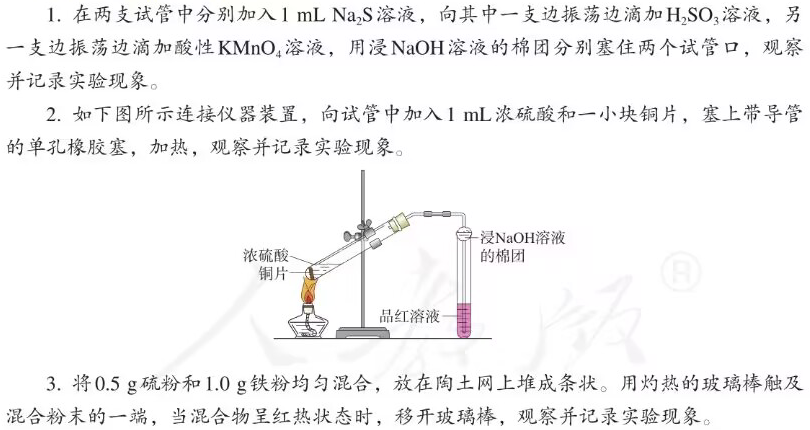 1. 在两支试管中分别加入1 mL Na₂S溶液，向其中一支边振荡边滴加H₂SO₃溶液，另
一支边振荡边滴加酸性KMnO₄溶液，用浸NaOH溶液的棉团分别塞住两个试管口，观察
并记录实验现象。
2. 如下图所示连接仪器装置，向试管中加入1 mL浓硫酸和一小块铜片，塞上带导管
的单孔橡胶塞，加热，观察并记录实验现象。
浓硫酸
铜片
浸NaOH溶液
的棉团
品红溶液
人教版®
3. 将0.5 g硫粉和1.0 g铁粉均匀混合，放在陶土网上堆成条状。用灼热的玻璃棒触及
混合粉末的一端，当混合物呈红热状态时，移开玻璃棒，观察并记录实验现象。